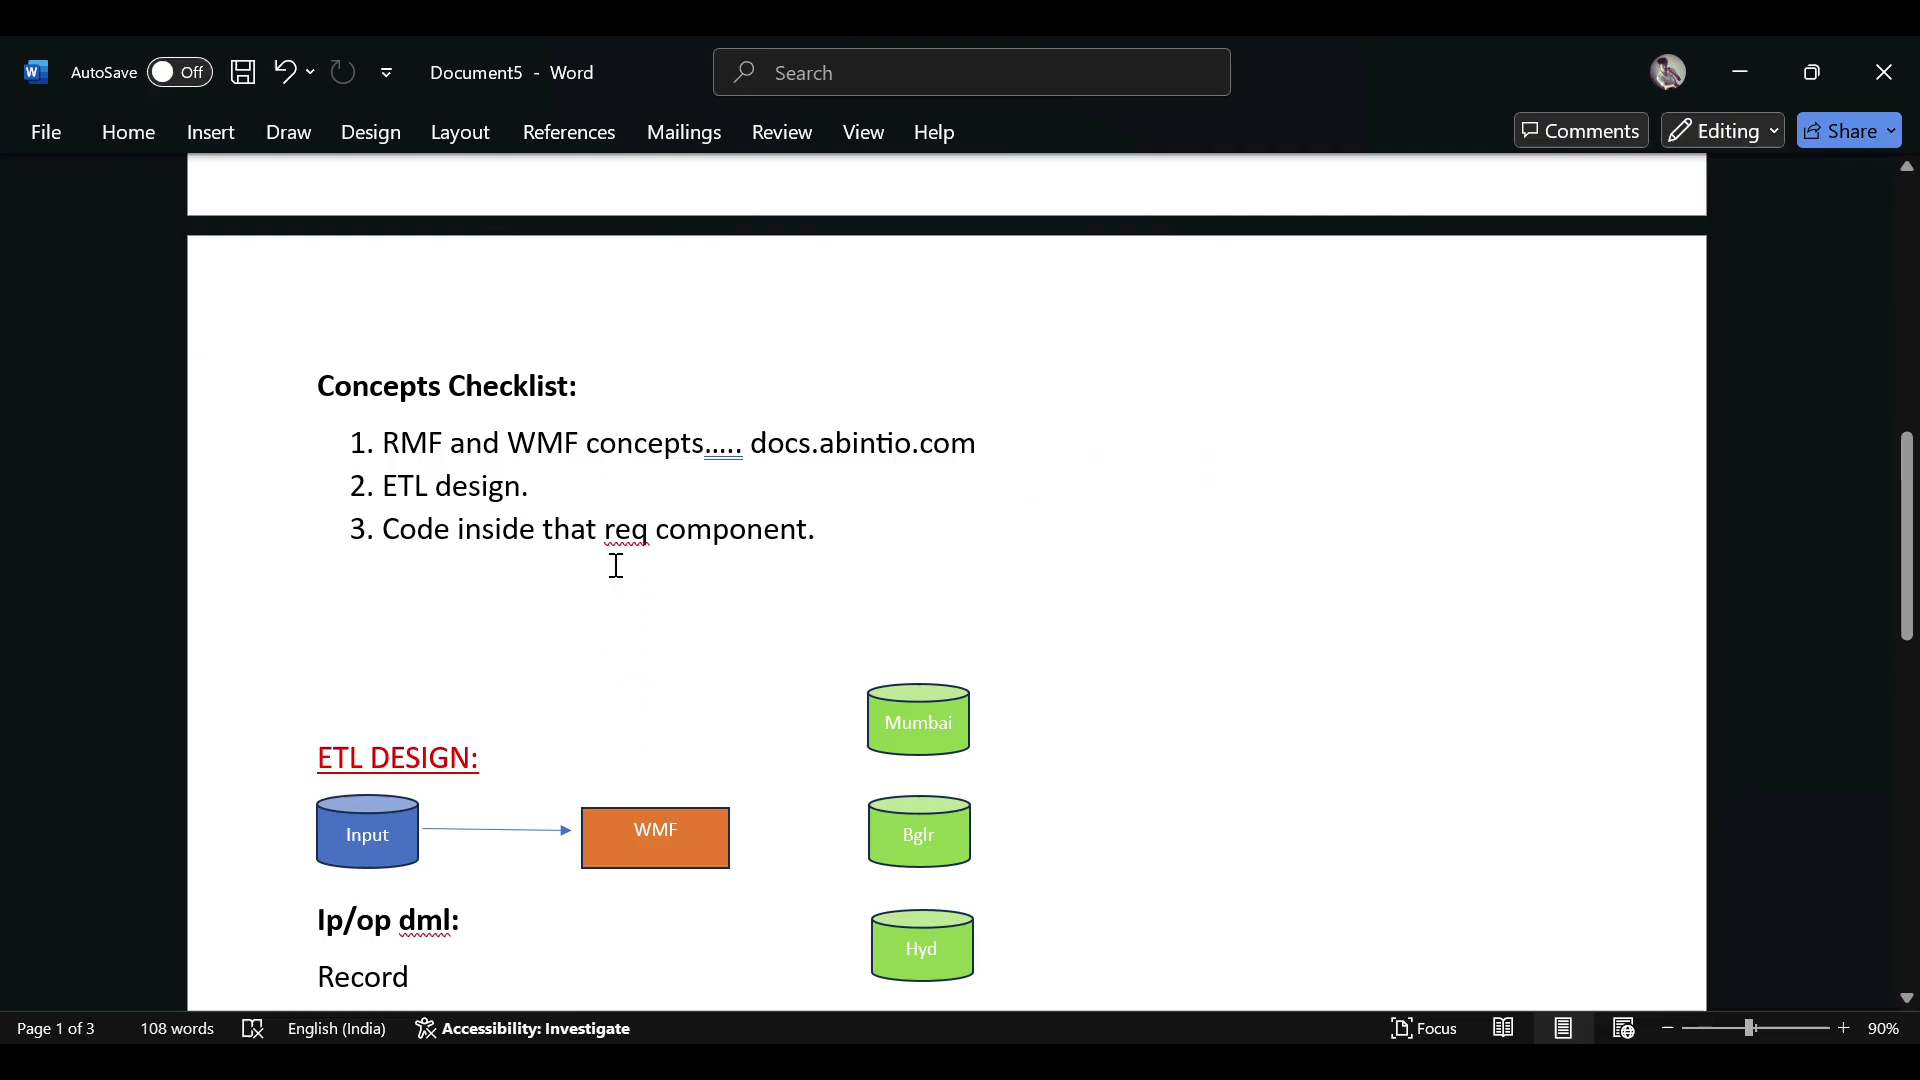 AutoSave Off Document5 - Word Search
File Home Insert Draw Design Layout References Mailings Review View Help Comments Editing Share
Concepts Checklist:
1. RMF and WMF concepts..... docs.abintio.com
2. ETL design.
3. Code inside that req component.
Mumbai
ETL DESIGN:
Input WMF Bglr
Ip/op dml:
Hyd
Record
Page 1 of 3 108 words English (India) Accessibility: Investigate Focus 90%